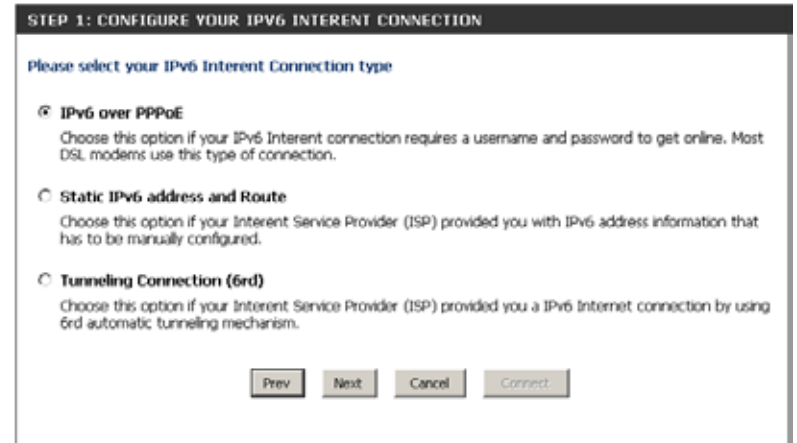 STEP 1: CONFIGURE YOUR IPV6 INTERENT CONNECTION
Please select your IPv6 Interent Connection type
IPv6 over PPPoE
Choose this option if your IPv6 Interent connection requires a username and password to get online. Most
DSL modems use this type of connection.
Static IPv6 address and Route
Choose this option if your Interent Service Provider (ISP) provided you with IPv6 address information that
has to be manually configured.
Tunneling Connection (6rd)
Choose this option if your Interent Service Provider (ISP) provided you a IPv6 Internet connection by using
6rd automatic tunneling mechanism.
Prev Next Cancel Connect